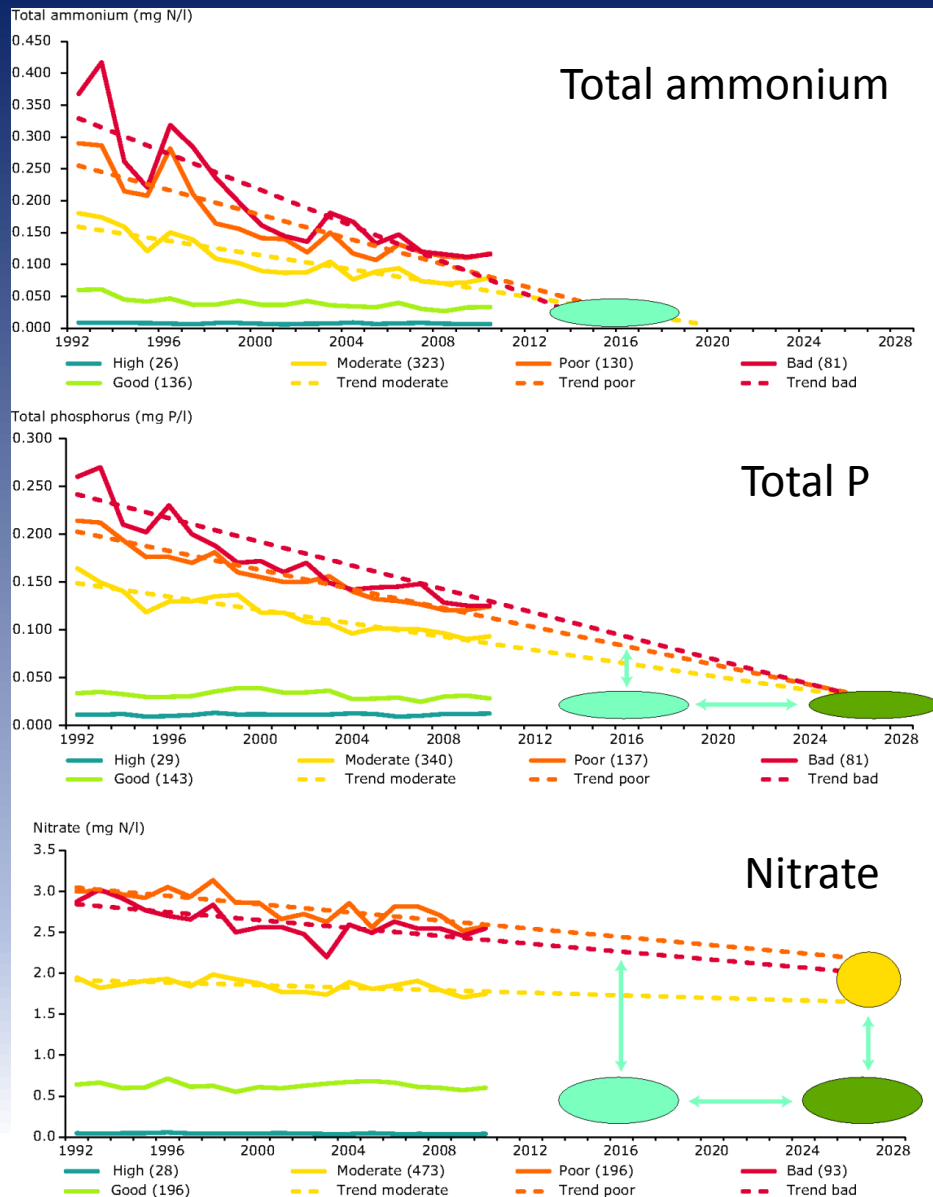 Total ammonium (mg N/l)
Total ammonium
0.450
0.400
0.350
0.300
0.250
0.200
0.150
0.100
0.050
0.000
1992 1996 2000 2004 2008 2012 2016 2020 2024 2028
High (26) Moderate (323) Poor (130) Bad (81)
Good (136) Trend moderate Trend poor Trend bad
Total phosphorus (mg P/l)
Total P
0.300
0.250
0.200
0.150
0.100
0.050
0.000
1992 1996 2000 2004 2008 2012 2016 2020 2024 2028
High (29) Moderate (340) Poor (137) Bad (81)
Good (143) Trend moderate Trend poor Trend bad
Nitrate (mg N/l)
Nitrate
3.5
3.0
2.5
2.0
1.5
1.0
0.5
0.0
1992 1996 2000 2004 2008 2012 2016 2020 2024 2028
High (28) Moderate (473) Poor (196) Bad (93)
Good (196) Trend moderate Trend poor Trend bad